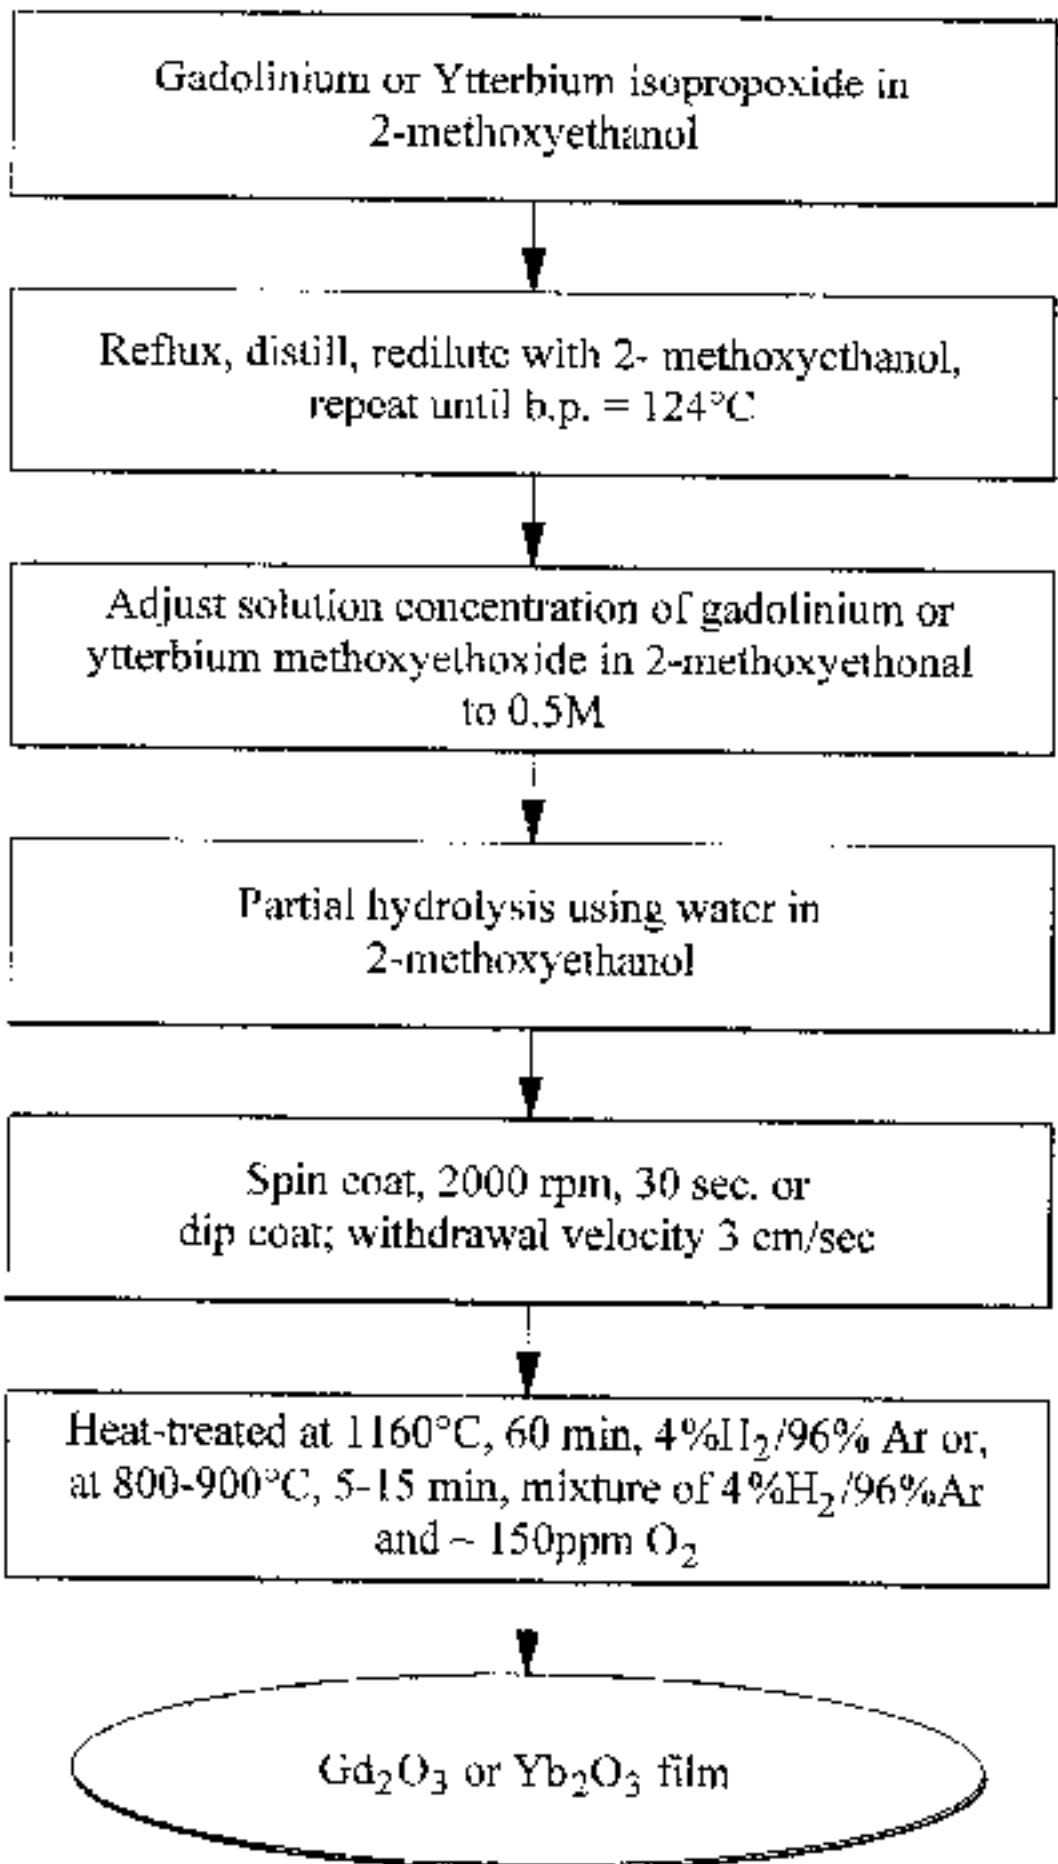 Gadolinium or Ytterbium isopropoxide in
2-methoxyethanol
Reflux, distill, redilute with 2- methoxyethanol,
repeat until b.p. = 124°C
Adjust solution concentration of gadolinium or
ytterbium methoxyethoxide in 2-methoxyethonal
to 0.5M
Partial hydrolysis using water in
2-methoxyethanol
Spin coat, 2000 rpm, 30 sec. or
dip coat; withdrawal velocity 3 cm/sec
Heat-treated at 1160°C, 60 min, 4%H₂/96% Ar or,
at 800-900°C, 5-15 min, mixture of 4%H₂/96%Ar
and ~ 150ppm O₂
Gd₂O₃ or Yb₂O₃ film